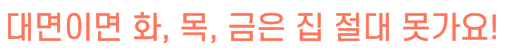 대면이면 화, 목, 금은 집 절대 못가요!